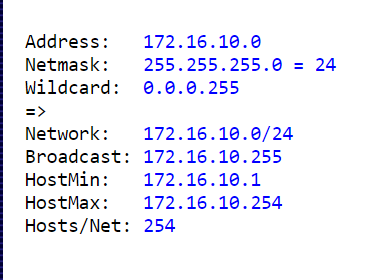 Address: 172.16.10.0
Netmask: 255.255.255.0 = 24
Wildcard: 0.0.0.255
=>
Network: 172.16.10.0/24
Broadcast: 172.16.10.255
HostMin: 172.16.10.1
HostMax: 172.16.10.254
Hosts/Net: 254